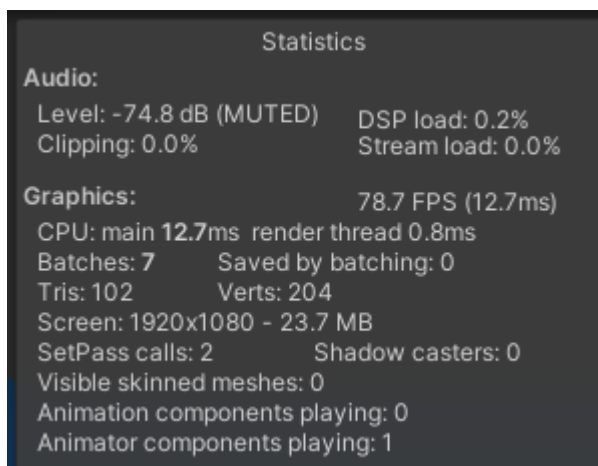 Statistics
Audio:
Level: -74.8 dB (MUTED) DSP load: 0.2%
Clipping: 0.0% Stream load: 0.0%
Graphics: 78.7 FPS (12.7ms)
CPU: main 12.7ms render thread 0.8ms
Batches: 7 Saved by batching: 0
Tris: 102 Verts: 204
Screen: 1920x1080 - 23.7 MB
SetPass calls: 2 Shadow casters: 0
Visible skinned meshes: 0
Animation components playing: 0
Animator components playing: 1